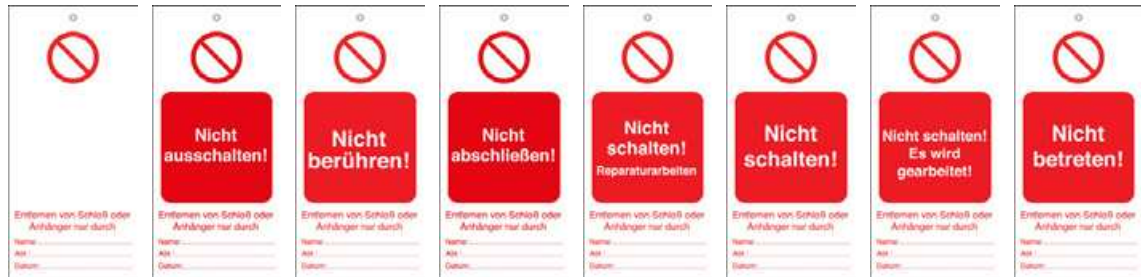 Entfernen von Schloß oder
Anhänger nur durch
Name:
Abt.:
Datum:
Nicht
ausschalten!
Entfernen von Schloß oder
Anhänger nur durch
Name:
Abt.:
Datum:
Nicht
berühren!
Entfernen von Schloß oder
Anhänger nur durch
Name:
Abt.:
Datum:
Nicht
abschließen!
Entfernen von Schloß oder
Anhänger nur durch
Name:
Abt.:
Datum:
Nicht
schalten!
Reparaturarbeiten
Entfernen von Schloß oder
Anhänger nur durch
Name:
Abt.:
Datum:
Nicht
schalten!
Entfernen von Schloß oder
Anhänger nur durch
Name:
Abt.:
Datum:
Nicht schalten!
Es wird
gearbeitet!
Entfernen von Schloß oder
Anhänger nur durch
Name:
Abt.:
Datum:
Nicht
betreten!
Entfernen von Schloß oder
Anhänger nur durch
Name:
Abt.:
Datum: